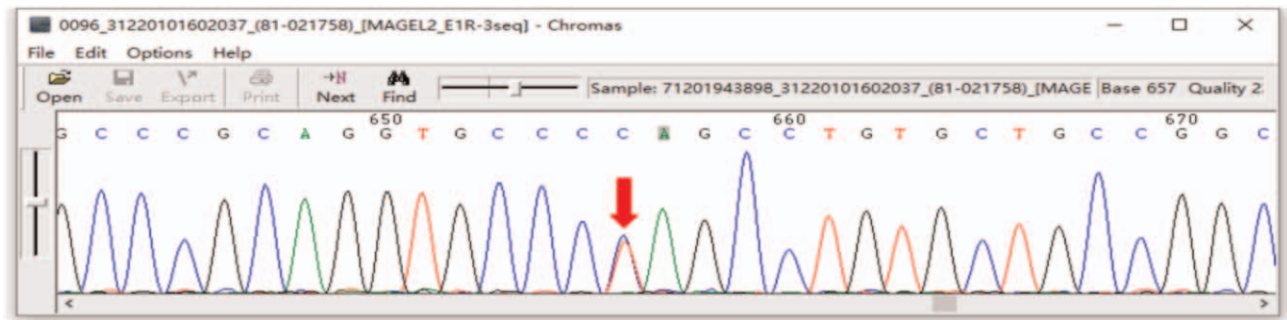 0096_31220101602037_(81-021758)_[MAGEL2_E1R-3seq] - Chromas
File Edit Options Help
Open Save Export Print Next Find Sample: 71201943898_31220101602037_(81-021758)_[MAGE Base 657 Quality 2
650 660 670
G C C C G C A G G T G C C C C A G C C T G T G C T G C C G G C